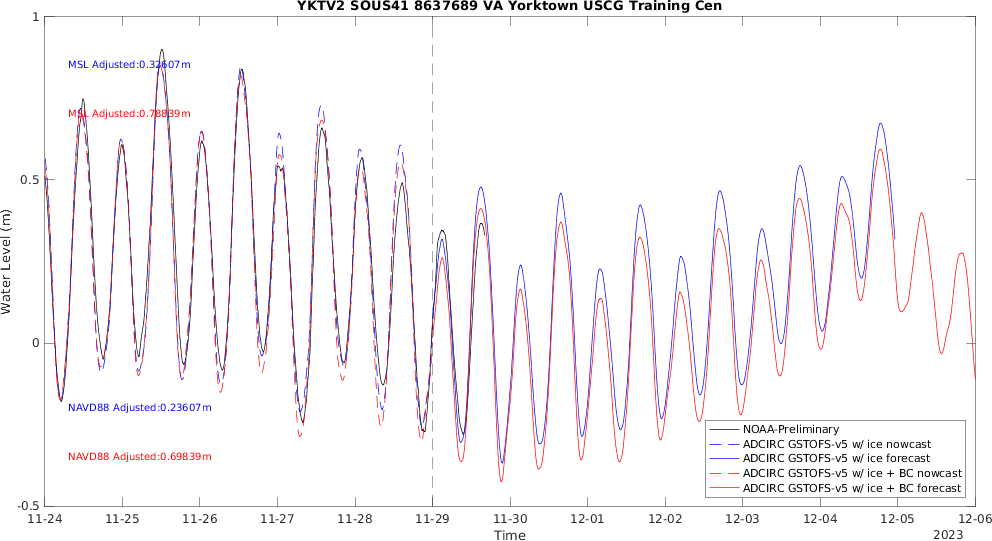 YKTV2 SOUS41 8637689 VA Yorktown USCG Training Cen
1
MSL Adjusted:0.32607m
MSL Adjusted:0.78839m
0.5
Water Level (m)
0
NAVD88 Adjusted:0.23607m
NAVD88 Adjusted:0.69839m
NOAA-Preliminary
ADCIRC GSTOFS-v5 w/ ice nowcast
ADCIRC GSTOFS-v5 w/ ice forecast
ADCIRC GSTOFS-v5 w/ ice + BC nowcast
ADCIRC GSTOFS-v5 w/ ice + BC forecast
-0.5
11-24 11-25 11-26 11-27 11-28 11-29 11-30 12-01 12-02 12-03 12-04 12-05 12-06
Time
2023